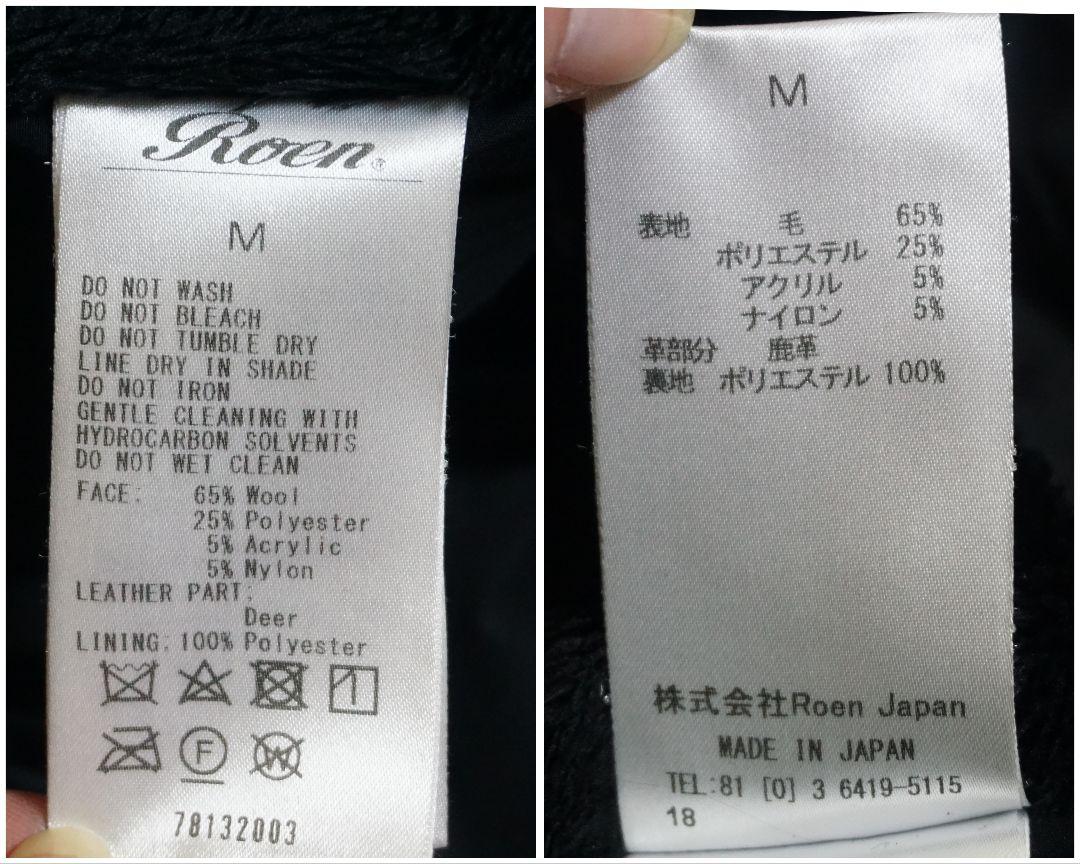 Roen®
M
DO NOT WASH
DO NOT BLEACH
DO NOT TUMBLE DRY
LINE DRY IN SHADE
DO NOT IRON
GENTLE CLEANING WITH
HYDROCARBON SOLVENTS
DO NOT WET CLEAN
FACE: 65% Wool
25% Polyester
5% Acrylic
5% Nylon
LEATHER PART:
Deer
LINING: 100% Polyester
F W
78132003
M
表地 毛 65%
ポリエステル 25%
アクリル 5%
ナイロン 5%
革部分 鹿革
裏地 ポリエステル 100%
株式会社Roen Japan
MADE IN JAPAN
TEL:81 [0] 3 6419-5115
18